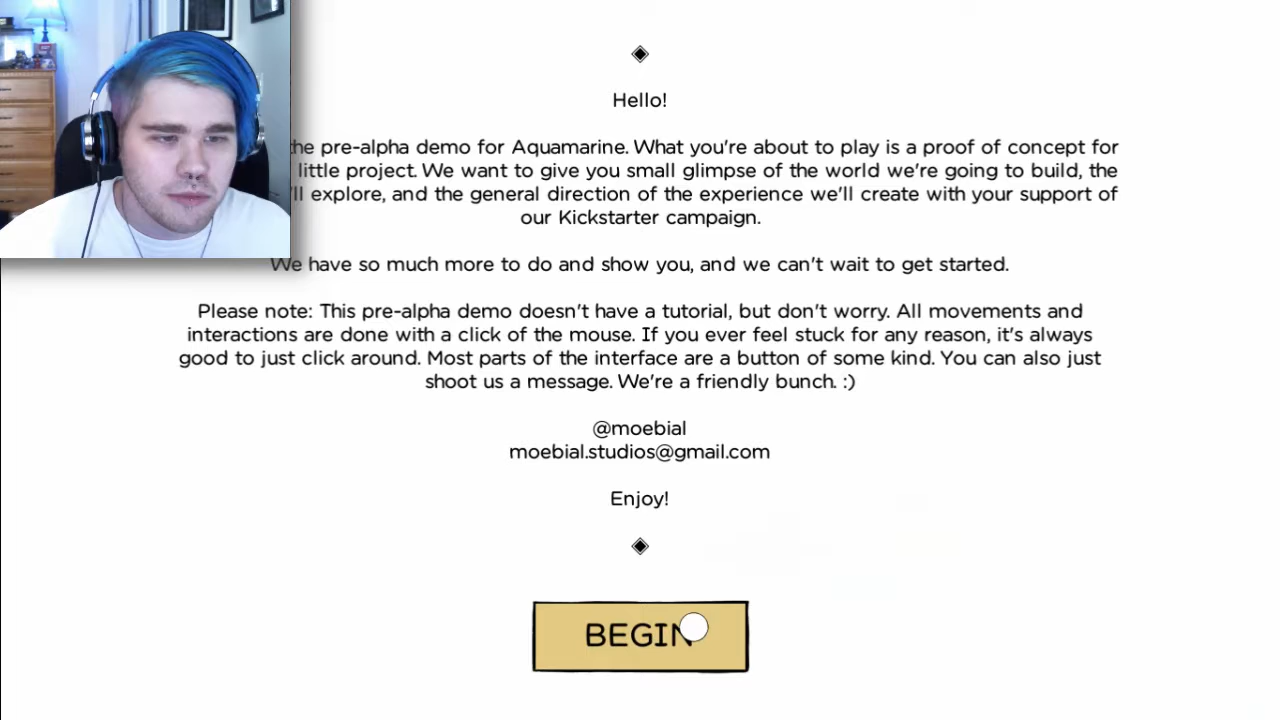 Hello!
the pre-alpha demo for Aquamarine. What you're about to play is a proof of concept for
little project. We want to give you small glimpse of the world we're going to build, the
'll explore, and the general direction of the experience we'll create with your support of
our Kickstarter campaign.
We have so much more to do and show you, and we can't wait to get started.
Please note: This pre-alpha demo doesn't have a tutorial, but don't worry. All movements and
interactions are done with a click of the mouse. If you ever feel stuck for any reason, it's always
good to just click around. Most parts of the interface are a button of some kind. You can also just
shoot us a message. We're a friendly bunch. :)
@moebial
moebial.studios@gmail.com
Enjoy!
BEGIN